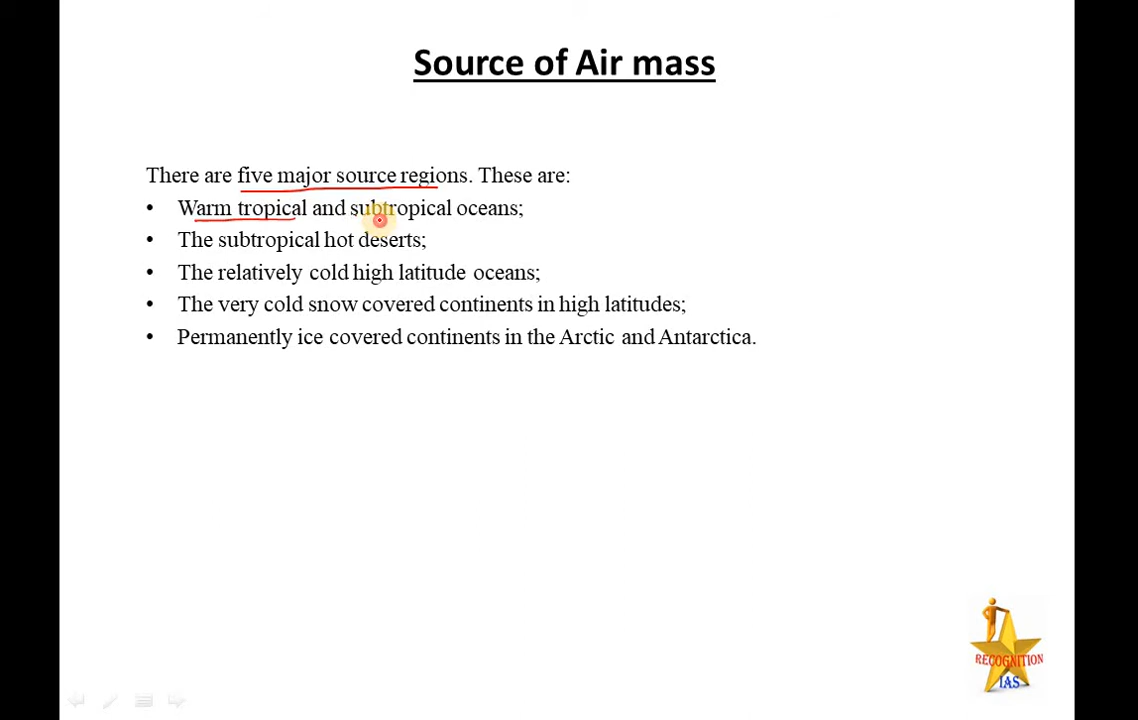 Source of Air mass
There are five major source regions. These are:
• Warm tropical and subtropical oceans;
• The subtropical hot deserts;
• The relatively cold high latitude oceans;
• The very cold snow covered continents in high latitudes;
• Permanently ice covered continents in the Arctic and Antarctica.
RECOGNITION
IAS